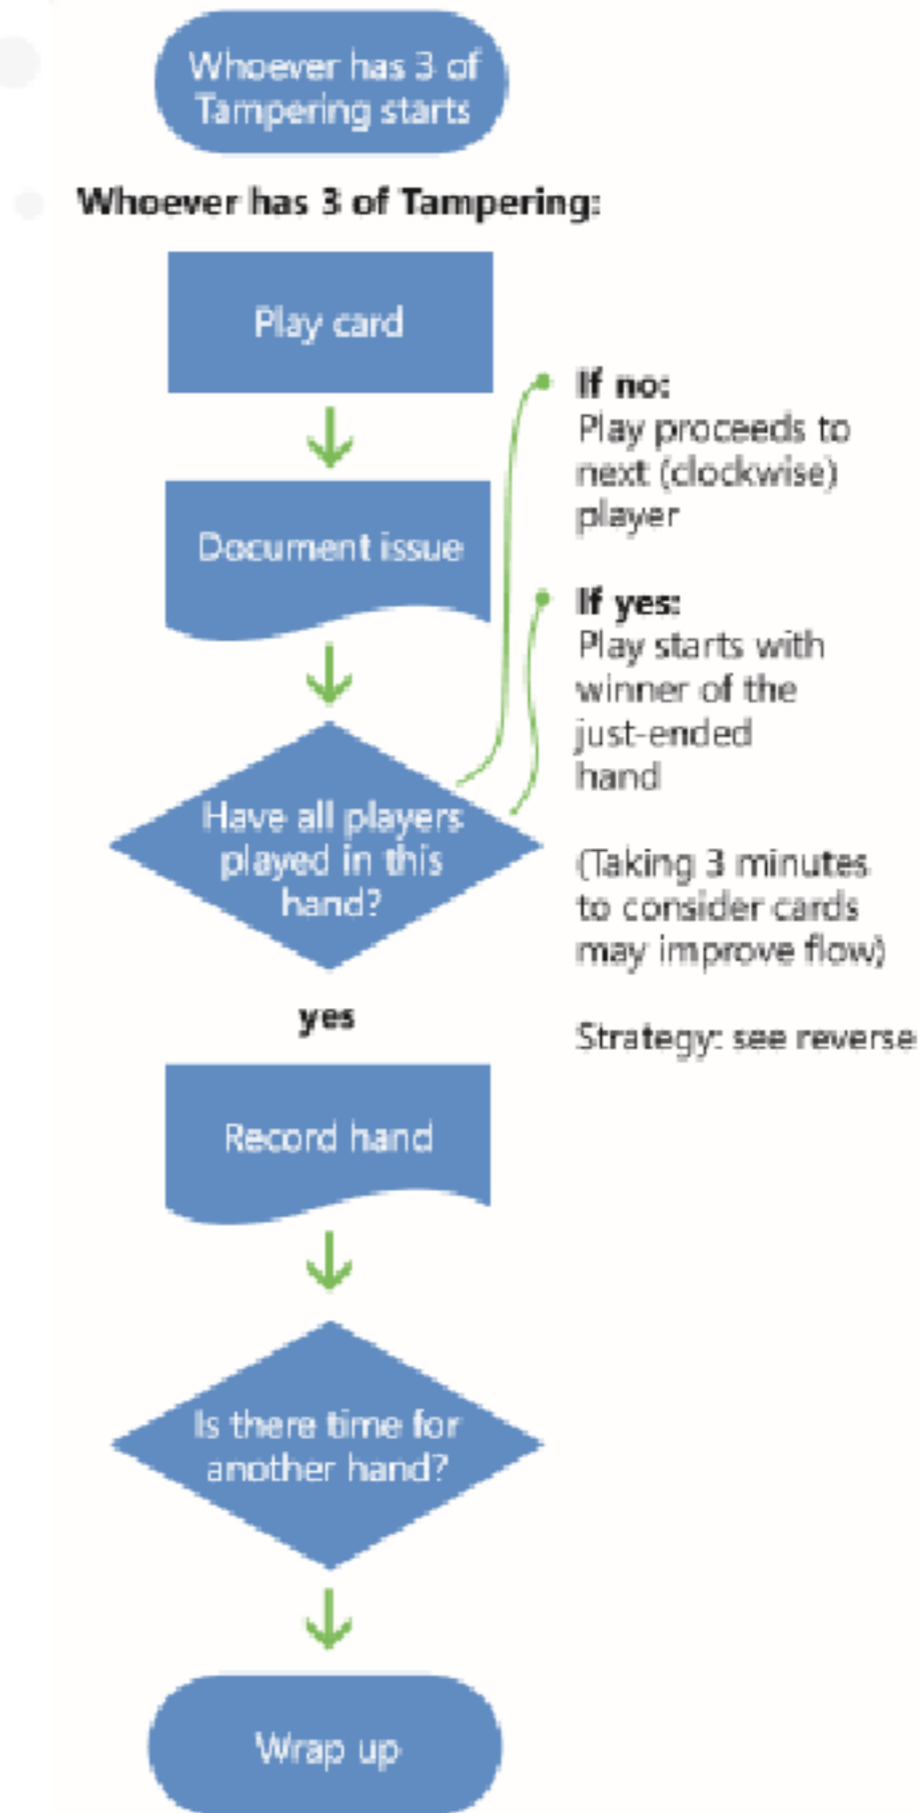 Whoever has 3 of
Tampering starts
Whoever has 3 of Tampering:
Play card
If no:
Play proceeds to
next (clockwise)
player
Document issue
If yes:
Play starts with
winner of the
just-ended
hand
Have all players
played in this
hand?
(Taking 3 minutes
to consider cards
may improve flow)
yes
Strategy: see reverse
Record hand
Is there time for
another hand?
Wrap up